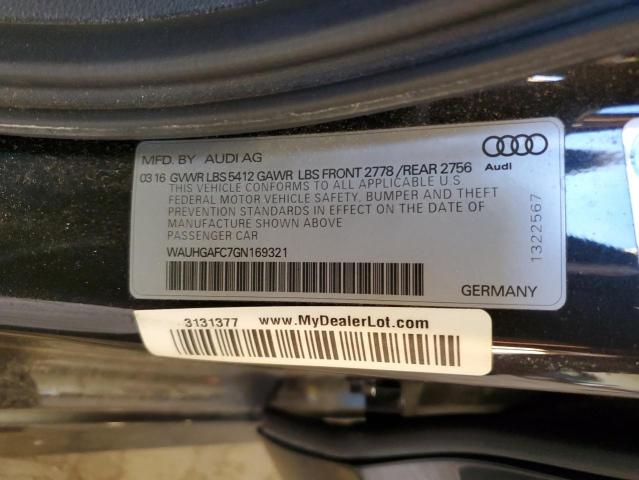 MFD. BY AUDI AG
Audi
03 16 GVWR LBS 5412 GAWR LBS FRONT 2778 /REAR 2756
THIS VEHICLE CONFORMS TO ALL APPLICABLE U S
FEDERAL MOTOR VEHICLE SAFETY, BUMPER AND THEFT
PREVENTION STANDARDS IN EFFECT ON THE DATE OF
MANUFACTURE SHOWN ABOVE
PASSENGER CAR
WAUHGAFC7GN169321
1322567
GERMANY
3131377 www.MyDealerLot.com